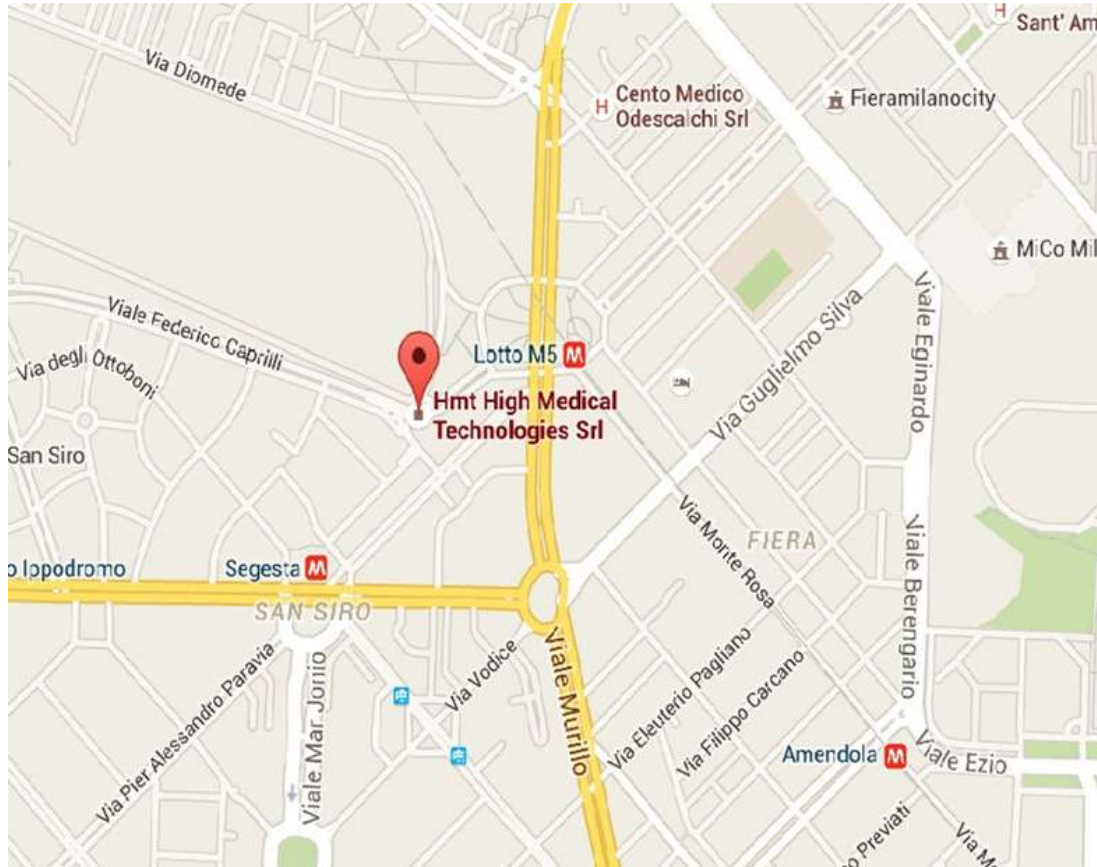 Sant' Am
Via Diomede
Cento Medico
Odescalchi Srl
Fieramilanocity
MiCo Mil
Viale Federico Caprilli
Via degli Ottoboni
Lotto M5
Hmt High Medical
Technologies Srl
Via Guglielmo Silva
Viale Eginardo
San Siro
o Ippodromo
Segesta
SAN SIRO
FIERA
Via Monte Rosa
Viale Berengario
Via Pier Alessandro Paravia
Viale Mar Jonio
Via Vodice
Viale Murillo
Via Eleuterio Pagliano
Via Filippo Carcano
Amendola
Viale Ezio
o Previati
Via M